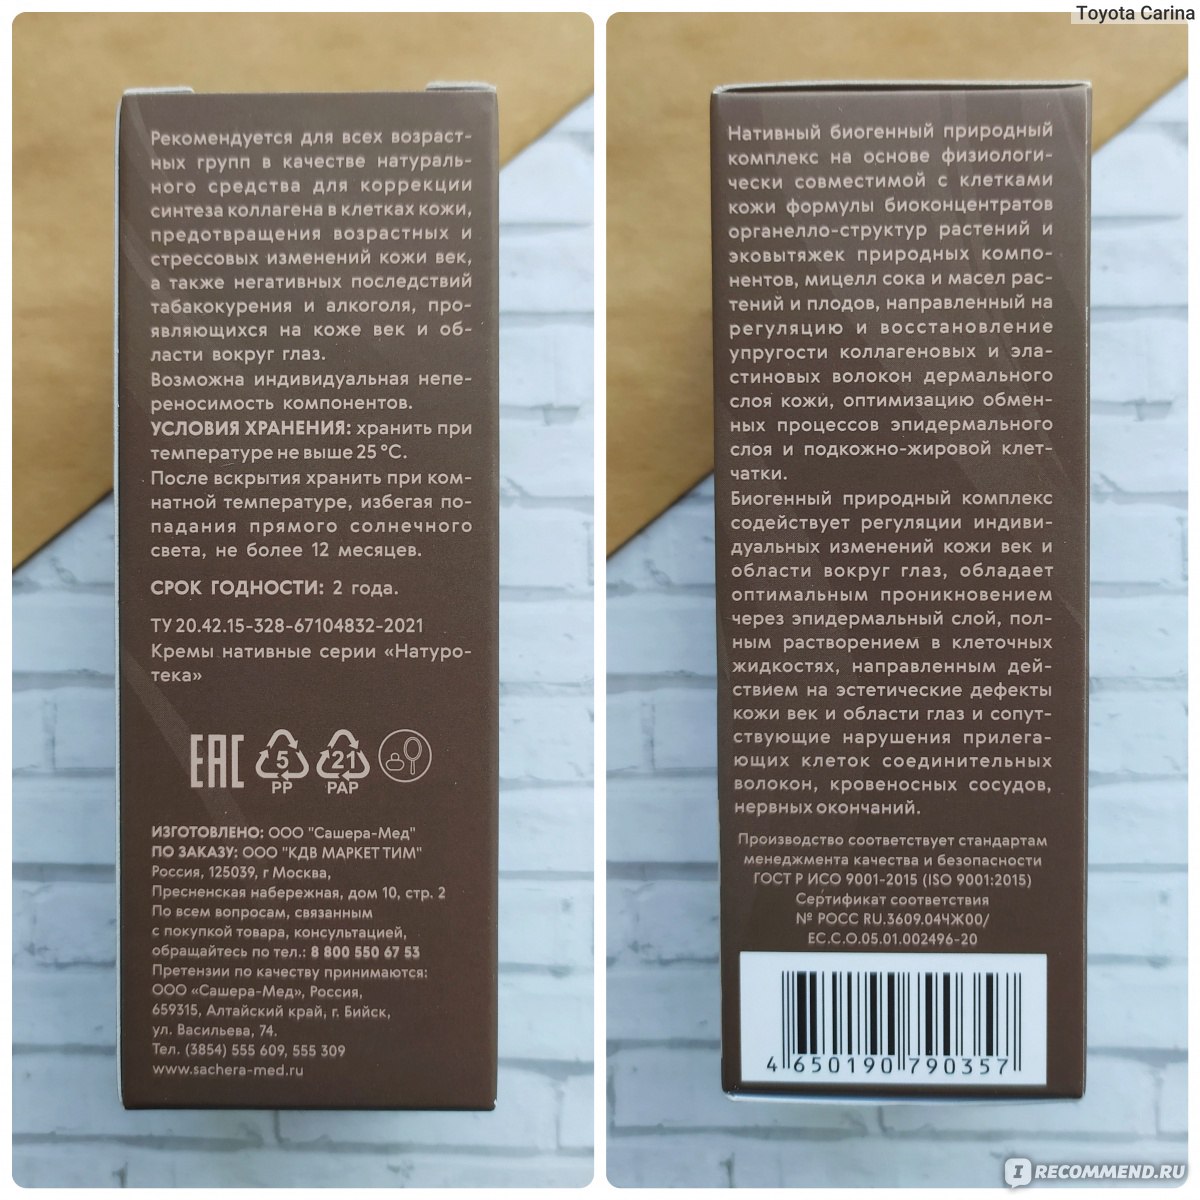 Toyota Carina
Рекомендуется для всех возраст-
ных групп в качестве натураль-
ного средства для коррекции
синтеза коллагена в клетках кожи,
предотвращения возрастных и
стрессовых изменений кожи век,
а также негативных последствий
табакокурения и алкоголя, про-
являющихся на коже век и об-
ласти вокруг глаз.
Возможна индивидуальная непе-
реносимость компонентов.
УСЛОВИЯ ХРАНЕНИЯ: хранить при
температуре не выше 25 °С.
После вскрытия хранить при ком-
натной температуре, избегая по-
падания прямого солнечного
света, не более 12 месяцев.
СРОК ГОДНОСТИ: 2 года.
ТУ 20.42.15-328-67104832-2021
Кремы нативные серии «Натуро-
тека»
EAC 5 21
PP PAP
ИЗГОТОВЛЕНО: ООО "Сашера-Мед"
ПО ЗАКАЗУ: ООО "КДВ МАРКЕТ ТИМ"
Россия, 125039, г Москва,
Пресненская набережная, дом 10, стр. 2
По всем вопросам, связанным
с покупкой товара, консультацией,
обращайтесь по тел.: 8 800 550 67 53
Претензии по качеству принимаются:
ООО «Сашера-Мед», Россия,
659315, Алтайский край, г. Бийск,
ул. Васильева, 74.
Тел. (3854) 555 609, 555 309
www.sachera-med.ru
Нативный биогенный природный
комплекс на основе физиологи-
чески совместимой с клетками
кожи формулы биоконцентратов
органелло-структур растений и
эковытяжек природных компо-
нентов, мицелл сока и масел рас-
тений и плодов, направленный на
регуляцию и восстановление
упругости коллагеновых и эла-
стиновых волокон дермального
слоя кожи, оптимизацию обмен-
ных процессов эпидермального
слоя и подкожно-жировой клет-
чатки.
Биогенный природный комплекс
содействует регуляции индиви-
дуальных изменений кожи век и
области вокруг глаз, обладает
оптимальным проникновением
через эпидермальный слой, пол-
ным растворением в клеточных
жидкостях, направленным дей-
ствием на эстетические дефекты
кожи век и области глаз и сопут-
ствующие нарушения прилега-
ющих клеток соединительных
волокон, кровеносных сосудов,
нервных окончаний.
Производство соответствует стандартам
менеджмента качества и безопасности
ГОСТ Р ИСО 9001-2015 (ISO 9001:2015)
Сертификат соответствия
№ РОСС RU.3609.04ЧЖ00/
ЕС.С.О.05.01.002496-20
4 650190 790357
IRECOMMEND.RU